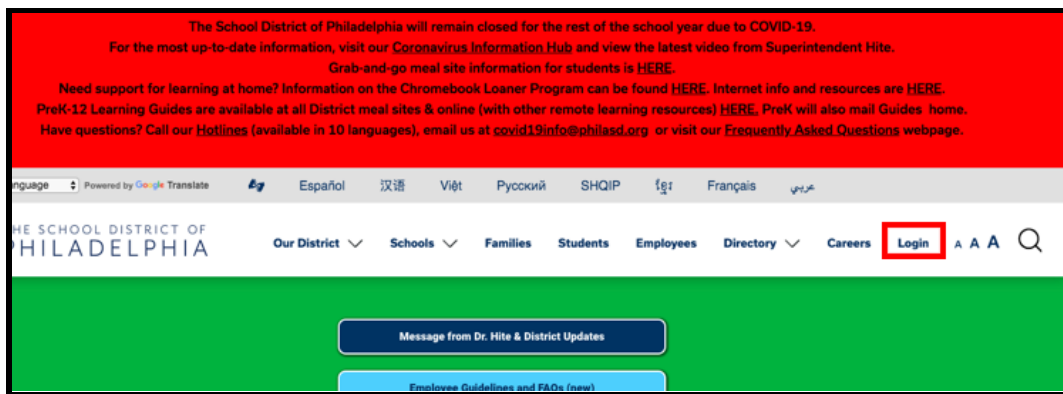 The School District of Philadelphia will remain closed for the rest of the school year due to COVID-19.
For the most up-to-date information, visit our Coronavirus Information Hub and view the latest video from Superintendent Hite.
Grab-and-go meal site information for students is HERE.
Need support for learning at home? Information on the Chromebook Loaner Program can be found HERE. Internet info and resources are HERE.
PreK-12 Learning Guides are available at all District meal sites & online (with other remote learning resources) HERE. PreK will also mail Guides home.
Have questions? Call our Hotlines (available in 10 languages), email us at covid19info@philasd.org or visit our Frequently Asked Questions webpage.
nguage Powered by Google Translate Español 汉语 Việt Русский SHQIP ខ្មែរ Français عربي
HE SCHOOL DISTRICT OF
PHILADELPHIA
Our District Schools Families Students Employees Directory Careers Login A A A
Message from Dr. Hite & District Updates
Employee Guidelines and FAQs (new)